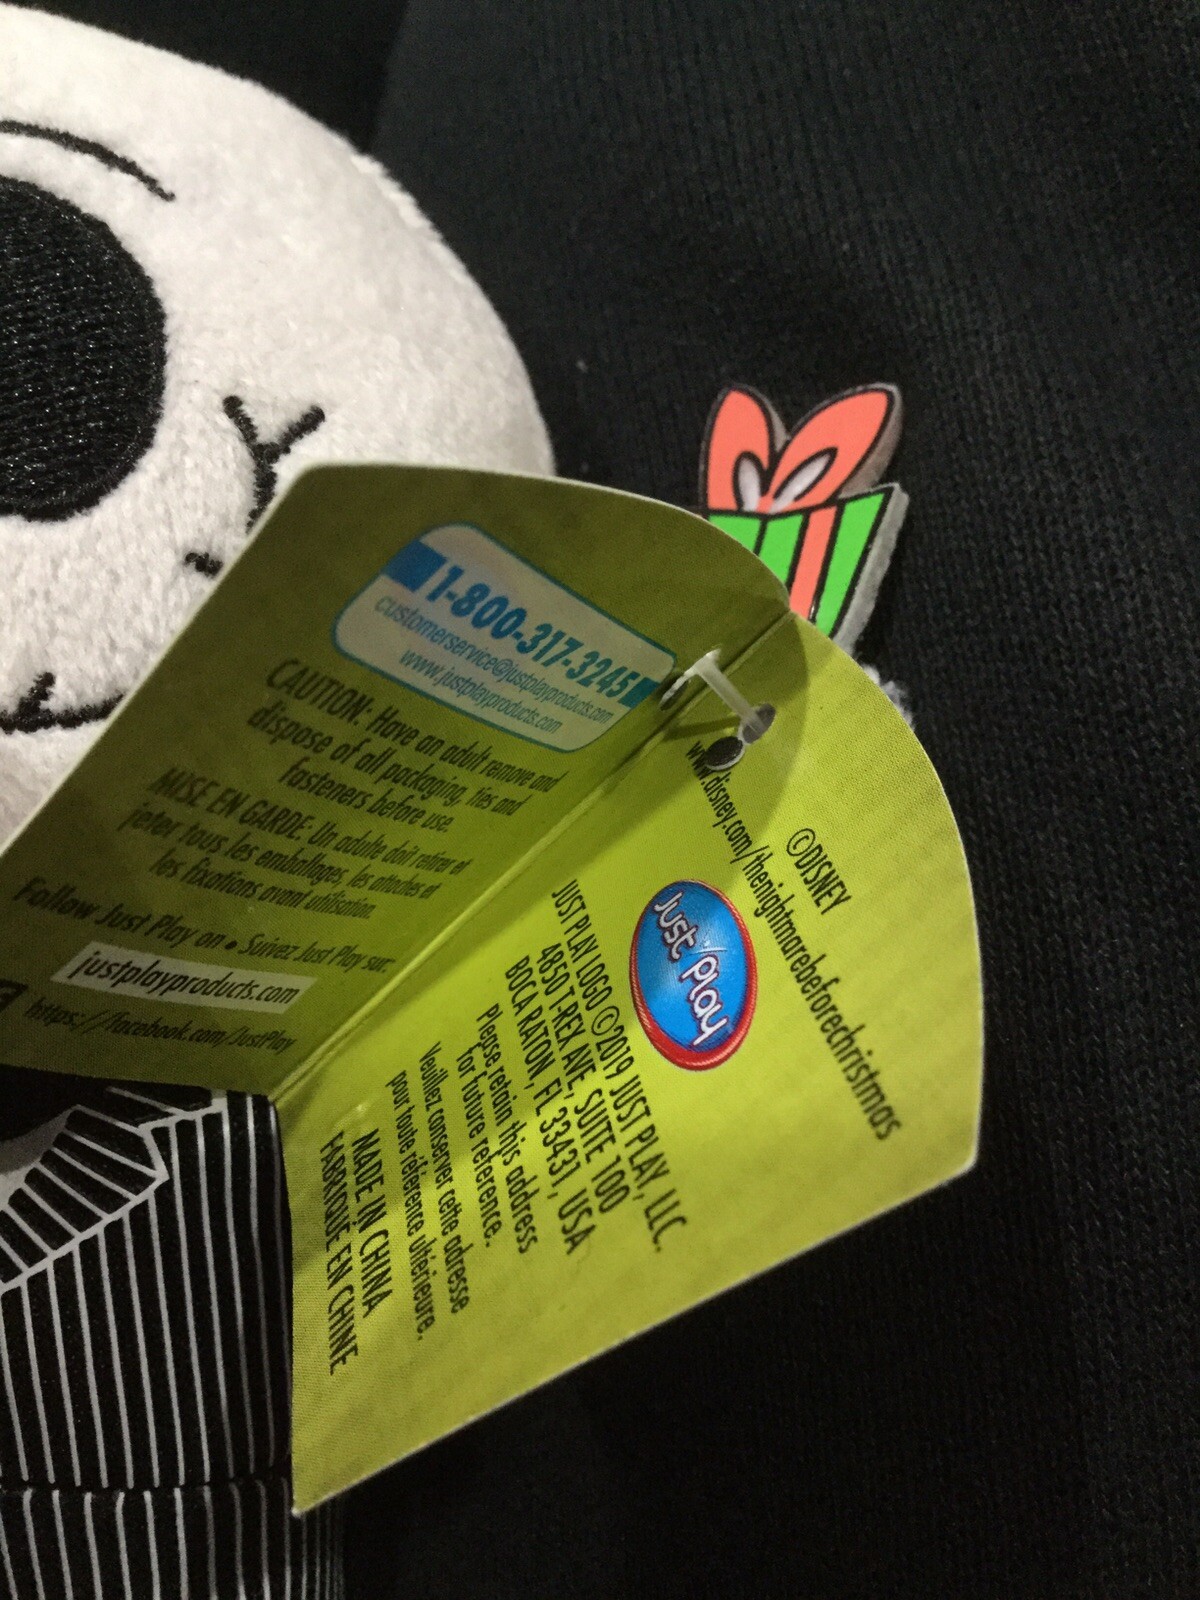 1-800-317-3245
customerservice@justplayproducts.com
www.justplayproducts.com
CAUTION: Have an adult remove and
dispose of all packaging, ties and
fasteners before use.
MISE EN GARDE: Un adulte doit retirer et
jeter tous les emballages, les attaches et
les fixations avant utilisation.
Follow Just Play on • Suivez Just Play sur:
justplayproducts.com
https://facebook.com/JustPlay
©DISNEY
www.disney.com/thenightmarebeforechristmas
Just Play
JUST PLAY LOGO ©2019 JUST PLAY, LLC.
4850 T-REX AVE, SUITE 100
BOCA RATON, FL 33431, USA
Please retain this address
for future reference.
Veuillez conserver cette adresse
pour toute référence ultérieure.
MADE IN CHINA
FABRIQUÉ EN CHINE